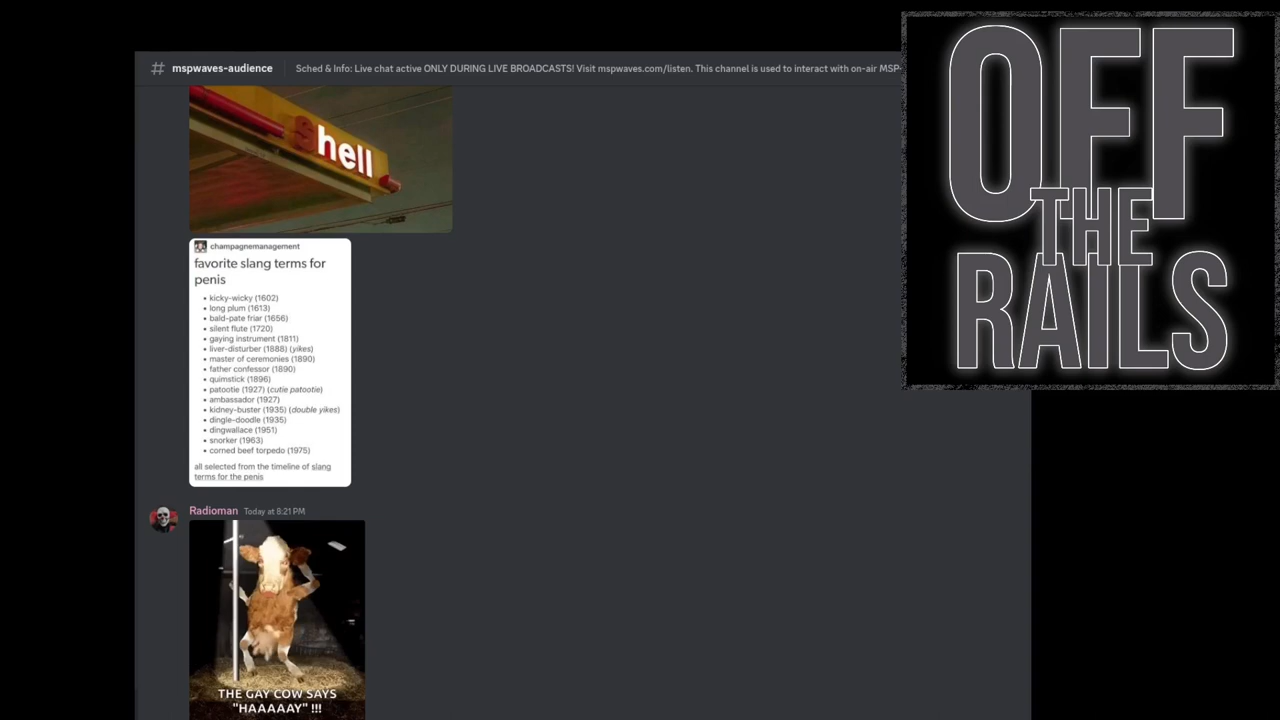 # mspwaves-audience
Sched & Info: Live chat active ONLY DURING LIVE BROADCASTS! Visit mspwaves.com/listen. This channel is used to interact with on-air MSP-
OFF
THE
RAILS
Shell
champagnemanagement
favorite slang terms for
penis
• kicky-wicky (1602)
• long plum (1613)
• bald-pate friar (1656)
• silent flute (1720)
• gaying instrument (1811)
• liver-disturber (1888) (yikes)
• master of ceremonies (1890)
• father confessor (1890)
• quimstick (1896)
• patootie (1927) (cutie patootie)
• ambassador (1927)
• kidney-buster (1935) (double yikes)
• dingle-doodle (1935)
• dingwallace (1951)
• snorker (1963)
• corned beef torpedo (1975)
all selected from the timeline of slang
terms for the penis
Radioman Today at 8:21 PM
THE GAY COW SAYS
"HAAAAAY" !!!